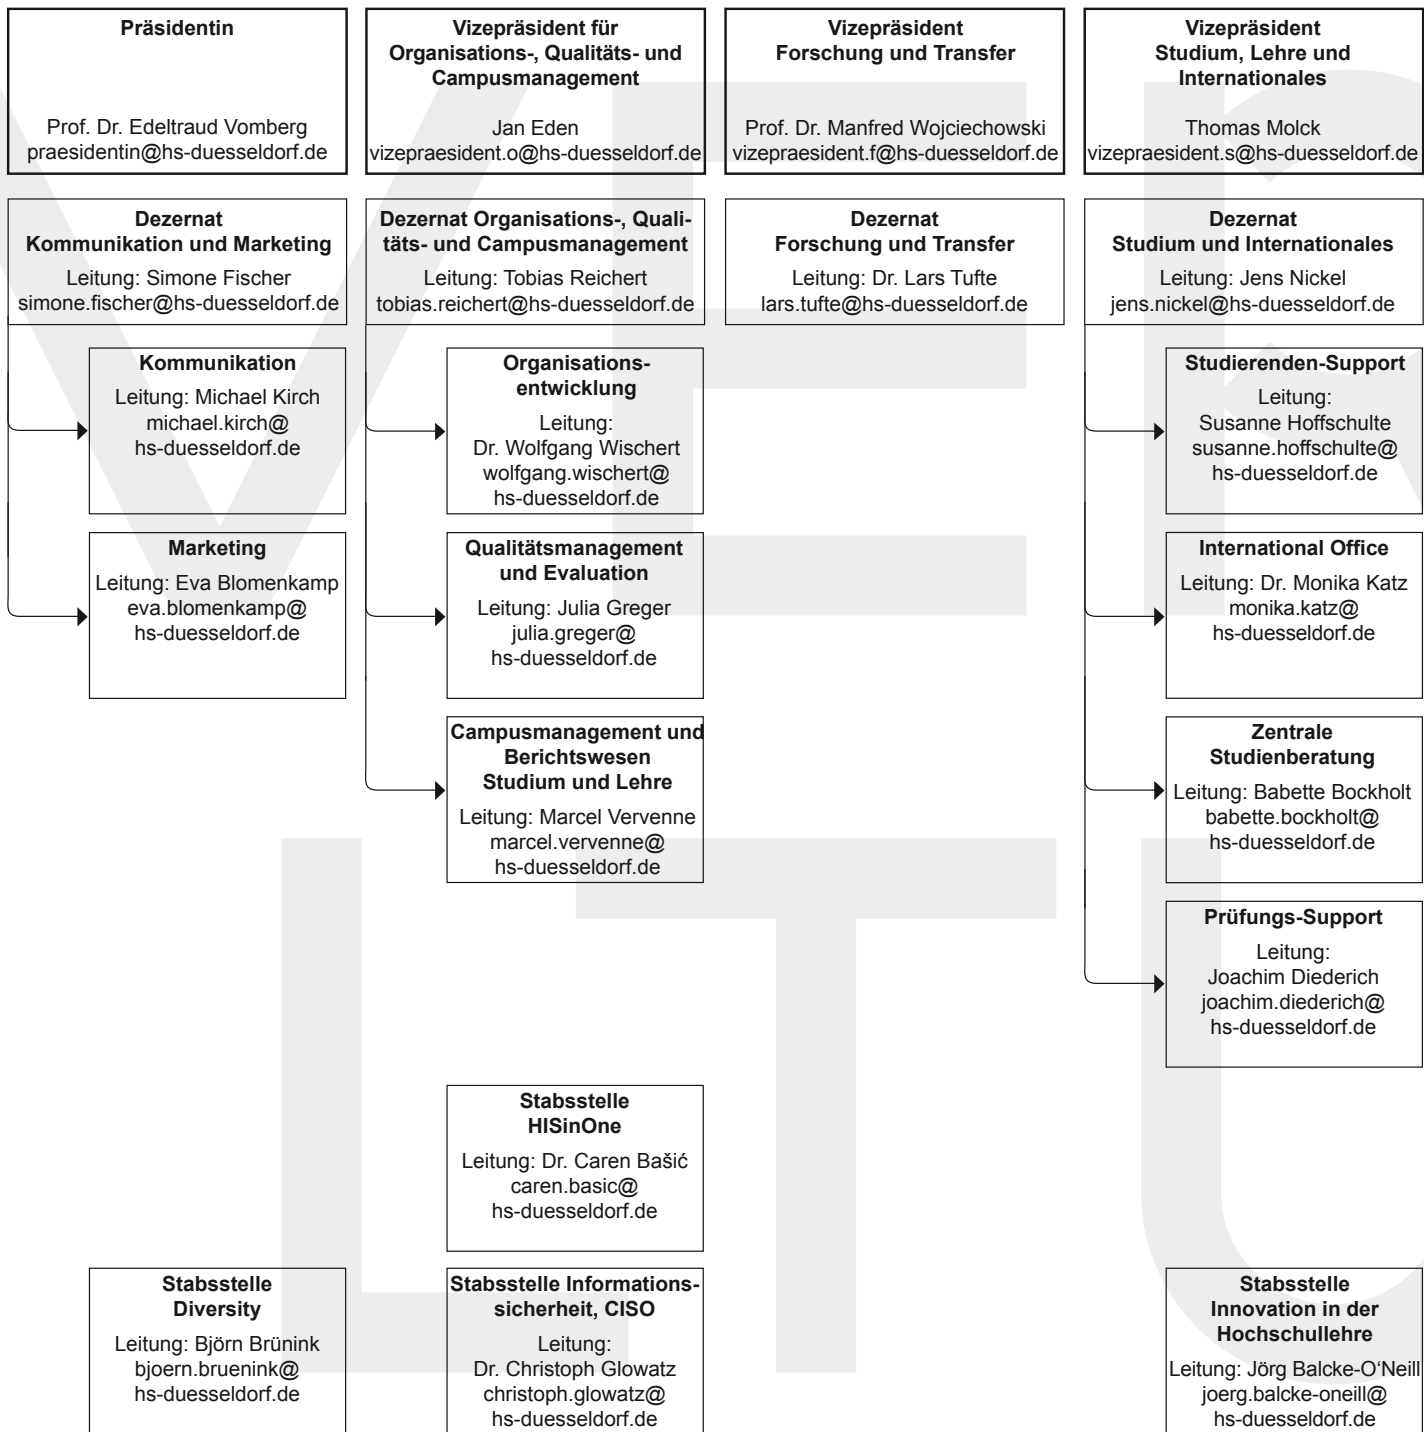 Präsidentin
Prof. Dr. Edeltraud Vomberg
praesidentin@hs-duesseldorf.de
Vizepräsident für
Organisations-, Qualitäts- und
Campusmanagement
Jan Eden
vizepraesident.o@hs-duesseldorf.de
Vizepräsident
Forschung und Transfer
Prof. Dr. Manfred Wojciechowski
vizepraesident.f@hs-duesseldorf.de
Vizepräsident
Studium, Lehre und
Internationales
Thomas Molck
vizepraesident.s@hs-duesseldorf.de
Dezernat
Kommunikation und Marketing
Leitung: Simone Fischer
simone.fischer@hs-duesseldorf.de
Dezernat Organisations-, Quali-
täts- und Campusmanagement
Leitung: Tobias Reichert
tobias.reichert@hs-duesseldorf.de
Dezernat
Forschung und Transfer
Leitung: Dr. Lars Tufte
lars.tufte@hs-duesseldorf.de
Dezernat
Studium und Internationales
Leitung: Jens Nickel
jens.nickel@hs-duesseldorf.de
Kommunikation
Leitung: Michael Kirch
michael.kirch@
hs-duesseldorf.de
Organisations-
entwicklung
Leitung:
Dr. Wolfgang Wischert
wolfgang.wischert@
hs-duesseldorf.de
Studierenden-Support
Leitung:
Susanne Hoffschulte
susanne.hoffschulte@
hs-duesseldorf.de
Marketing
Leitung: Eva Blomenkamp
eva.blomenkamp@
hs-duesseldorf.de
Qualitätsmanagement
und Evaluation
Leitung: Julia Greger
julia.greger@
hs-duesseldorf.de
International Office
Leitung: Dr. Monika Katz
monika.katz@
hs-duesseldorf.de
Campusmanagement und
Berichtswesen
Studium und Lehre
Leitung: Marcel Vervenne
marcel.vervenne@
hs-duesseldorf.de
Zentrale
Studienberatung
Leitung: Babette Bockholt
babette.bockholt@
hs-duesseldorf.de
Prüfungs-Support
Leitung:
Joachim Diederich
joachim.diederich@
hs-duesseldorf.de
Stabsstelle
HISinOne
Leitung: Dr. Caren Bašić
caren.basic@
hs-duesseldorf.de
Stabsstelle
Diversity
Leitung: Björn Brünink
bjoern.bruenink@
hs-duesseldorf.de
Stabsstelle Informations-
sicherheit, CISO
Leitung:
Dr. Christoph Glowatz
christoph.glowatz@
hs-duesseldorf.de
Stabsstelle
Innovation in der
Hochschullehre
Leitung: Jörg Balcke-O‘Neill
joerg.balcke-oneill@
hs-duesseldorf.de